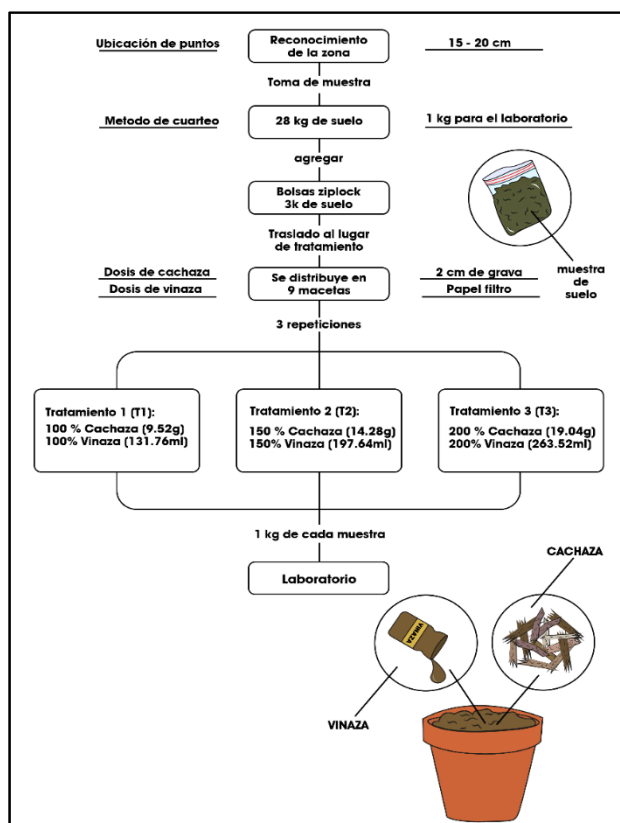 Ubicación de puntos
Reconocimiento
de la zona
15 - 20 cm
Toma de muestra
Metodo de cuarteo
28 kg de suelo
1 kg para el laboratorio
agregar
Bolsas ziplock
3k de suelo
Traslado al lugar
de tratamiento
Dosis de cachaza
Dosis de vinaza
Se distribuye en
9 macetas
2 cm de grava
Papel filtro
muestra
de
suelo
3 repeticiones
Tratamiento 1 (T1):
100 % Cachaza (9.52g)
100% Vinaza (131.76ml)
Tratamiento 2 (T2):
150 % Cachaza (14.28g)
150% Vinaza (197.64ml)
Tratamiento 3 (T3):
200 % Cachaza (19.04g)
200% Vinaza (263.52ml)
1 kg de cada muestra
Laboratorio
CACHAZA
VINAZA
VINAZA